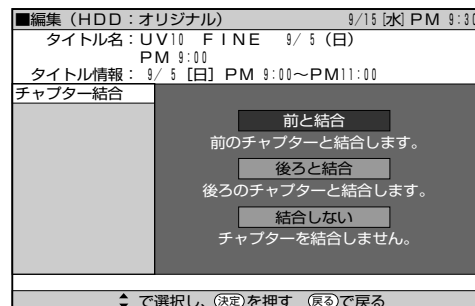 ■編集（HDD：オリジナル） 9/15[水]PM 9:30
タイトル名：UV10 FINE 9/ 5（日）
PM 9:00
タイトル情報： 9/ 5［日］PM 9:00～PM11:00
チャプター結合
前と結合
前のチャプターと結合します。
後ろと結合
後ろのチャプターと結合します。
結合しない
チャプターを結合しません。
で選択し、決定を押す 戻るで戻る